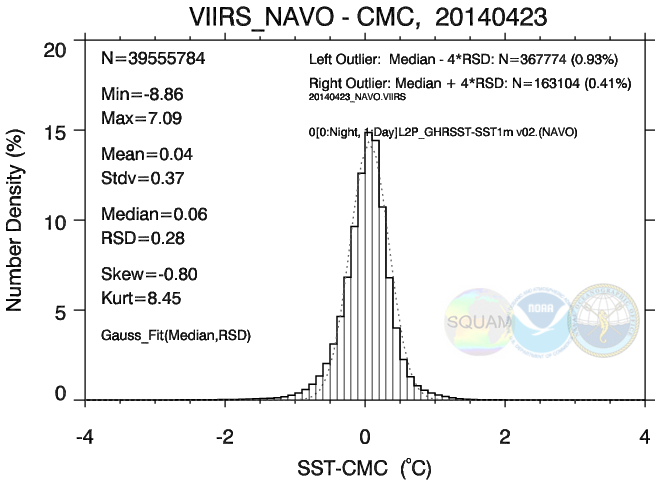 VIIRS_NAVO - CMC, 20140423
N=39555784
Min=-8.86
Max=7.09
Mean=0.04
Stdv=0.37
Median=0.06
RSD=0.28
Skew=-0.80
Kurt=8.45
Gauss_Fit(Median,RSD)
Left Outlier: Median - 4*RSD: N=367774 (0.93%)
Right Outlier: Median + 4*RSD: N=163104 (0.41%)
20140423_NAVO.VIIRS
0[0:Night, 1:Day]L2P_GHRSST-SST1m v02.(NAVO)
Number Density (%)
20
15
10
5
0
SQUAM
NOAA
-4 -2 0 2 4
SST-CMC (°C)